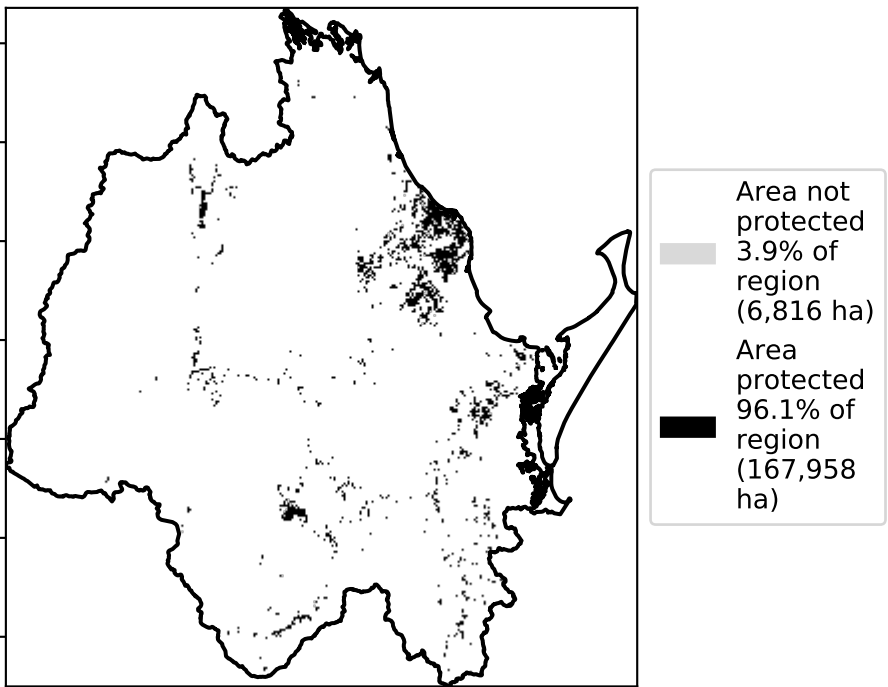 Area not
protected
3.9% of
region
(6,816 ha)
Area
protected
96.1% of
region
(167,958
ha)